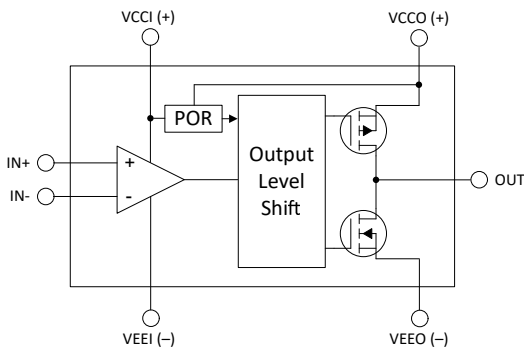 VCCI (+)
VCCO (+)
POR
IN+
+
Output
Level
Shift
IN-
-
OUT
VEEI (–)
VEEO (–)